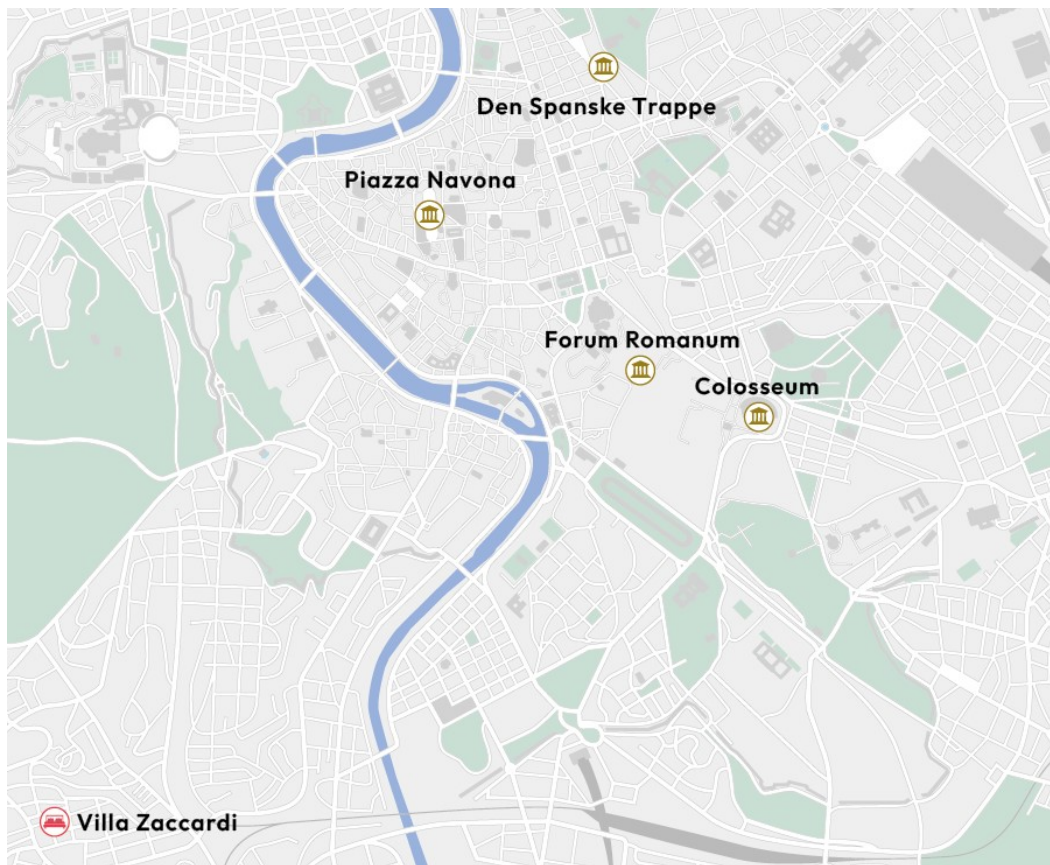 Den Spanske Trappe
Piazza Navona
Forum Romanum
Colosseum
Villa Zaccardi